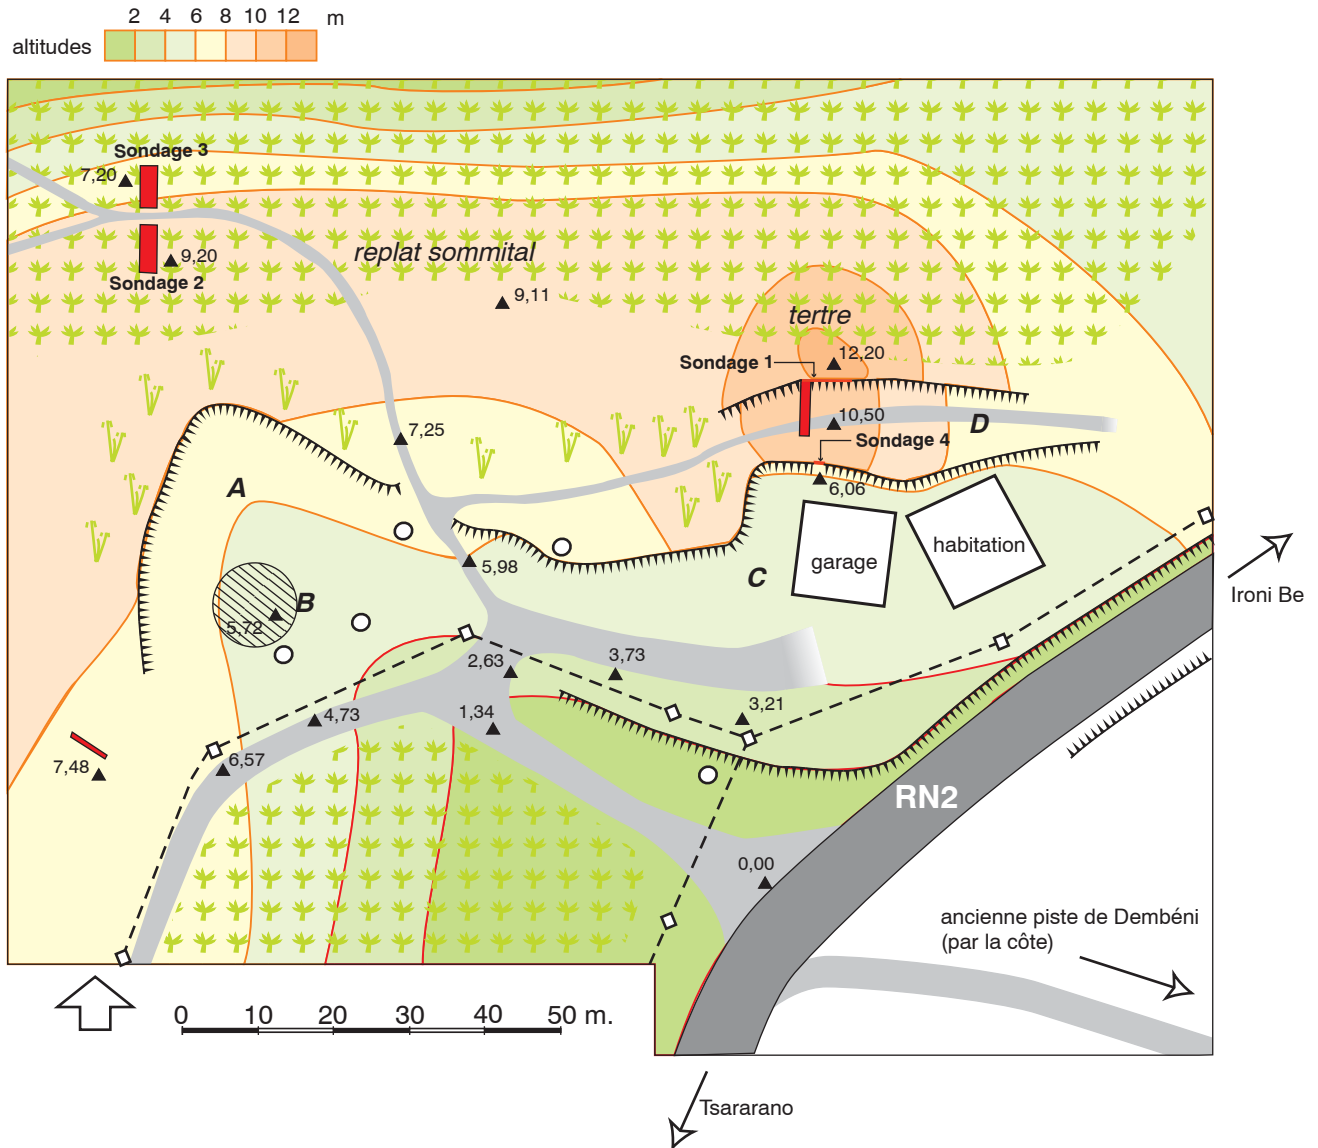 2 4 6 8 10 12 m
altitudes
Sondage 3
7,20
9,20
Sondage 2
replat sommital
9,11
tertre
12,20
Sondage 1
10,50
D
Sondage 4
7,25
6,06
A
garage
habitation
5,98
C
B
5,72
Ironi Be
2,63
3,73
4,73
1,34
3,21
6,57
7,48
RN2
0,00
ancienne piste de Dembéni
(par la côte)
0 10 20 30 40 50 m.
Tsararano